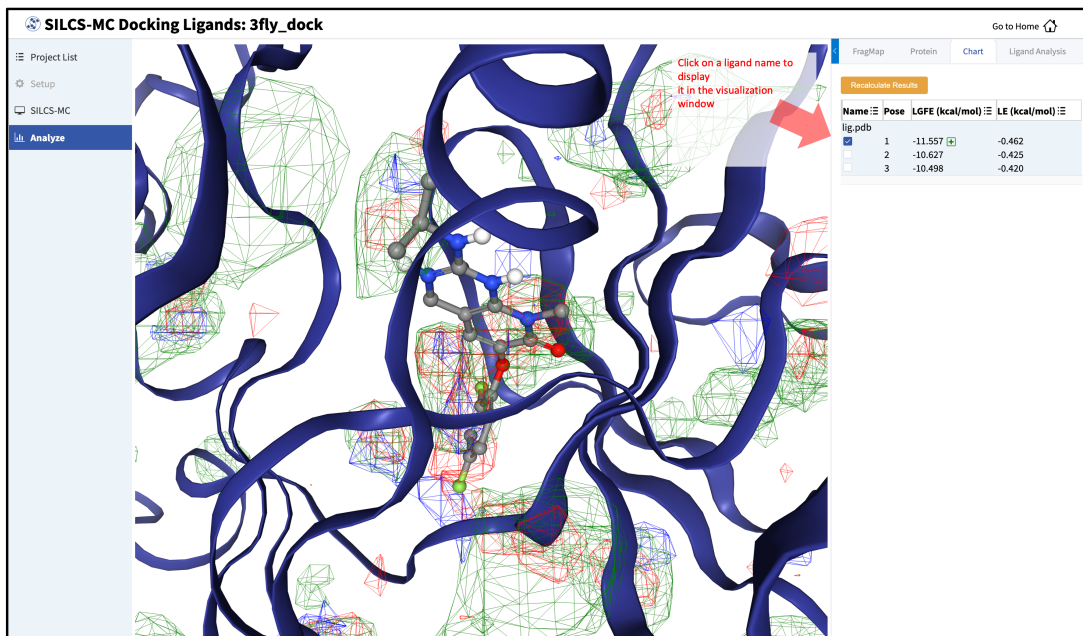 SILCS-MC Docking Ligands: 3fly_dock
Go to Home
Project List
Setup
SILCS-MC
Analyze
Click on a ligand name to
display
it in the visualization
window
FragMap Protein Chart Ligand Analysis
Recalculate Results
Name Pose LGFE (kcal/mol) LE (kcal/mol)
lig.pdb
1 -11.557 -0.462
2 -10.627 -0.425
3 -10.498 -0.420